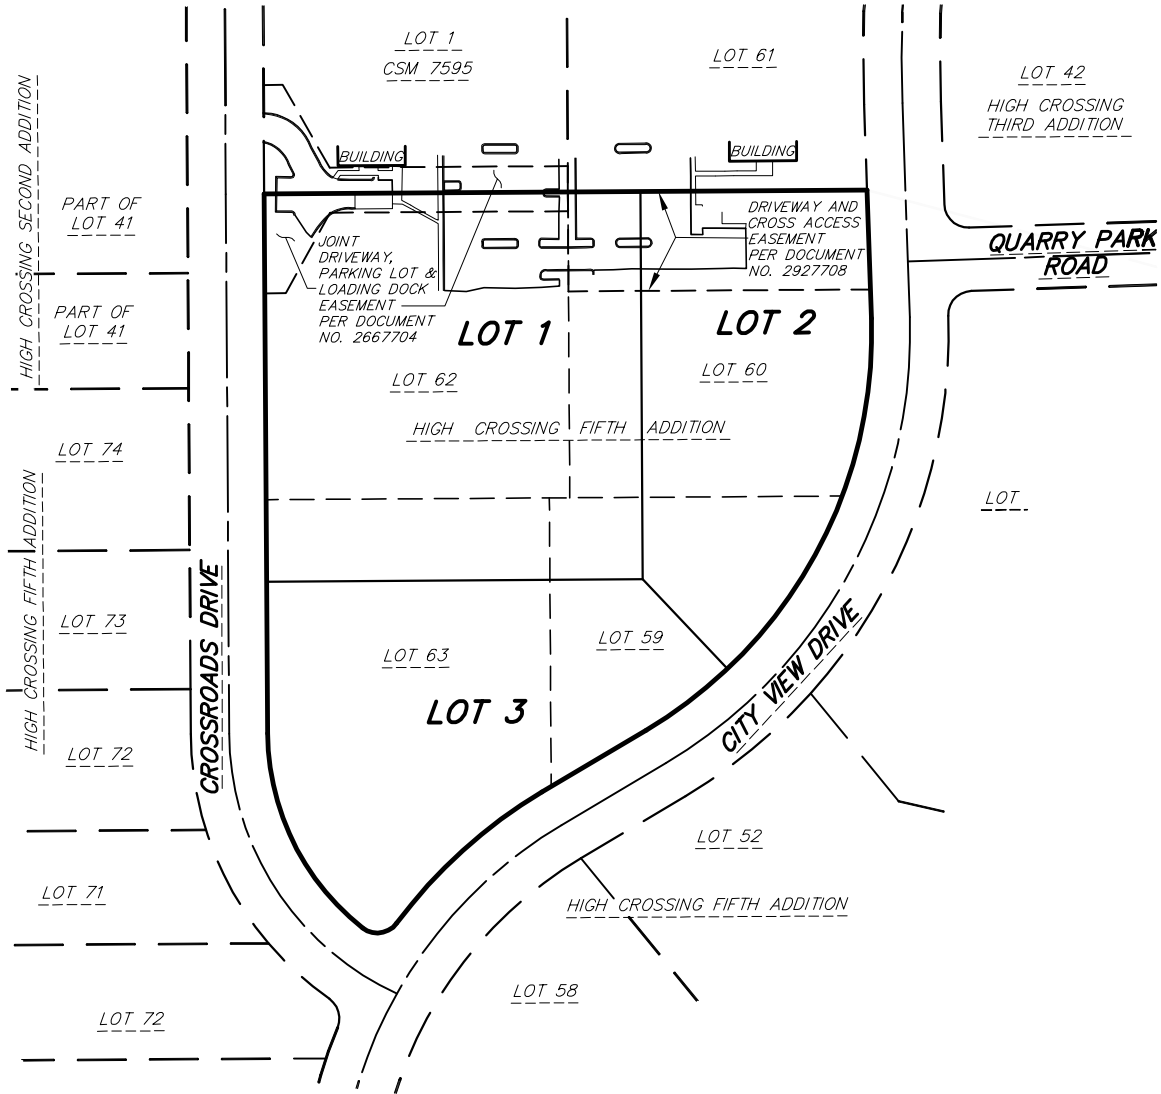 LOT 1
CSM 7595
LOT 61
LOT 42
HIGH CROSSING
THIRD ADDITION
HIGH CROSSING SECOND ADDITION
BUILDING
BUILDING
PART OF
LOT 41
DRIVEWAY AND
CROSS ACCESS
EASEMENT
PER DOCUMENT
NO. 2927708
QUARRY PARK
ROAD
JOINT
DRIVEWAY,
PARKING LOT &
LOADING DOCK
EASEMENT
PER DOCUMENT
NO. 2667704
PART OF
LOT 41
LOT 1
LOT 2
LOT 62
LOT 60
HIGH CROSSING FIFTH ADDITION
LOT 74
HIGH CROSSING FIFTH ADDITION
LOT
CROSSROADS DRIVE
LOT 73
LOT 59
LOT 63
CITY VIEW DRIVE
LOT 3
LOT 72
LOT 52
LOT 71
HIGH CROSSING FIFTH ADDITION
LOT 58
LOT 72